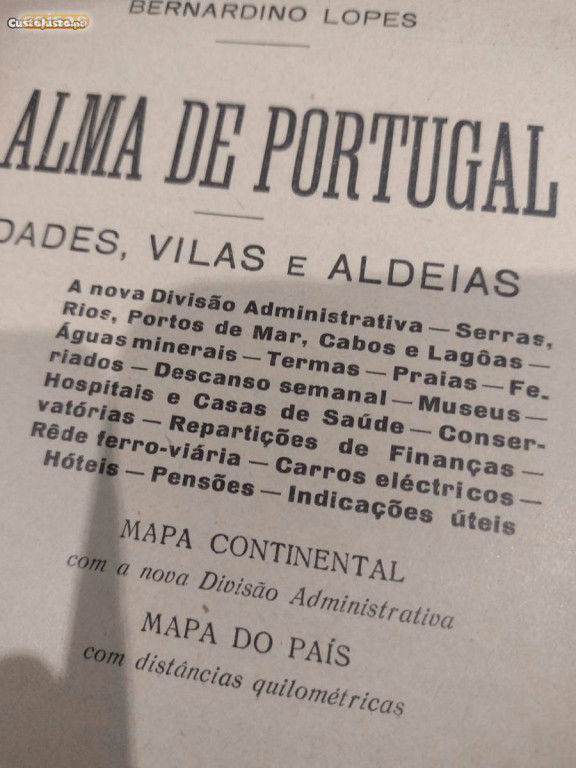 coisas
CustoJusto.pt
BERNARDINO LOPES
ALMA DE PORTUGAL
DADES, VILAS E ALDEIAS
A nova Divisão Administrativa — Serras,
Rios, Portos de Mar, Cabos e Lagôas —
Águas minerais — Termas — Praias — Fe-
riados — Descanso semanal — Museus —
Hospitais e Casas de Saúde — Conser-
vatórias — Repartições de Finanças —
Rêde ferro-viária — Carros eléctricos —
Hóteis — Pensões — Indicações úteis
MAPA CONTINENTAL
com a nova Divisão Administrativa
MAPA DO PAÍS
com distâncias quilométricas